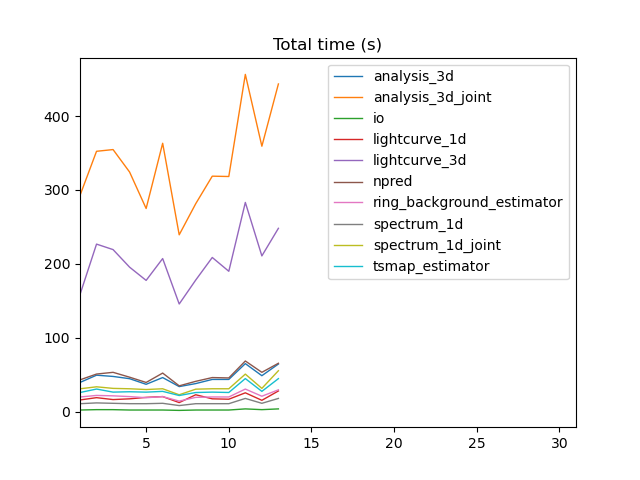 Total time (s)
400
300
200
100
0
5
10
15
20
25
30
analysis_3d
analysis_3d_joint
io
lightcurve_1d
lightcurve_3d
npred
ring_background_estimator
spectrum_1d
spectrum_1d_joint
tsmap_estimator